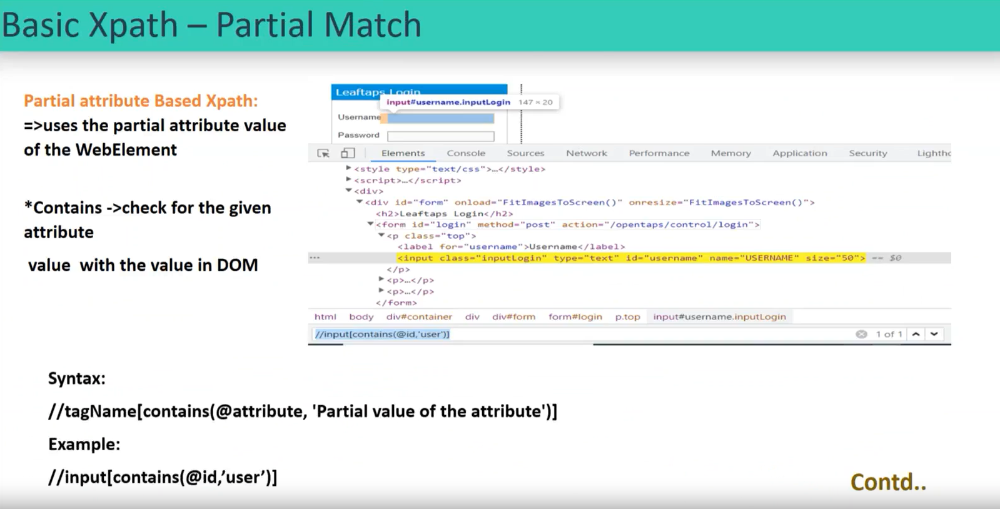 Basic Xpath – Partial Match
Partial attribute Based Xpath:
=>uses the partial attribute value
of the WebElement
*Contains ->check for the given
attribute
value  with the value in DOM
Leaftaps Login
input#username.inputLogin 147 × 20
Username
Password
Elements Console Sources Network Performance Memory Application Security Lighthc
<style type="text/css">…</style>
<script>…</script>
<div>
<div id="form" onload="FitImagesToScreen()" onresize="FitImagesToScreen()">
<h2>Leaftaps Login</h2>
<form id="login" method="post" action="/opentaps/control/login">
<p class="top">
<label for="username">Username</label>
... <input class="inputLogin" type="text" id="username" name="USERNAME" size="50"> == $0
</p>
<p>…</p>
<p>…</p>
</form>
html body div#container div div#form form#login p.top input#username.inputLogin
//input[contains(@id,'user')] 1 of 1
Syntax:
//tagName[contains(@attribute, 'Partial value of the attribute')]
Example:
//input[contains(@id,’user’)]
Contd..